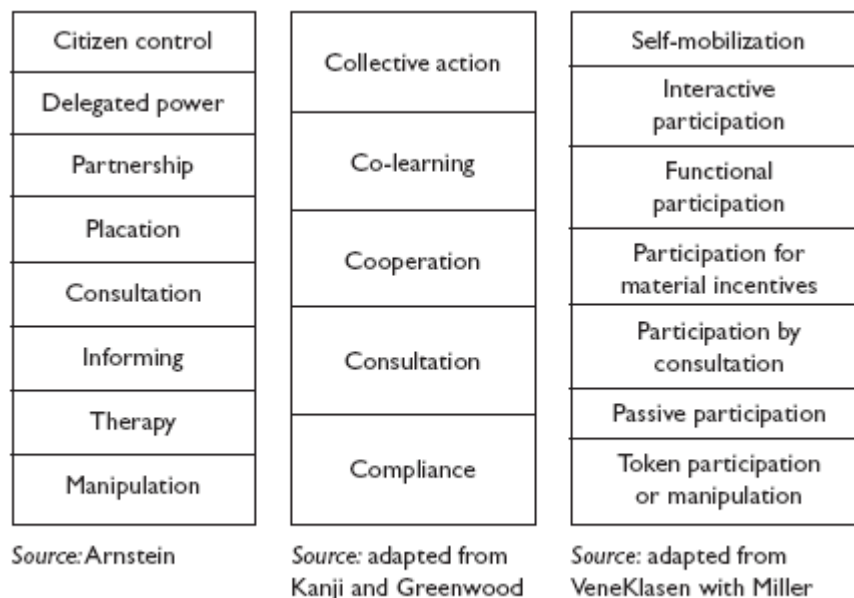 Citizen control
Delegated power
Partnership
Placation
Consultation
Informing
Therapy
Manipulation
Source: Arnstein
Collective action
Co-learning
Cooperation
Consultation
Compliance
Source: adapted from
Kanji and Greenwood
Self-mobilization
Interactive
participation
Functional
participation
Participation for
material incentives
Participation by
consultation
Passive participation
Token participation
or manipulation
Source: adapted from
VeneKlasen with Miller